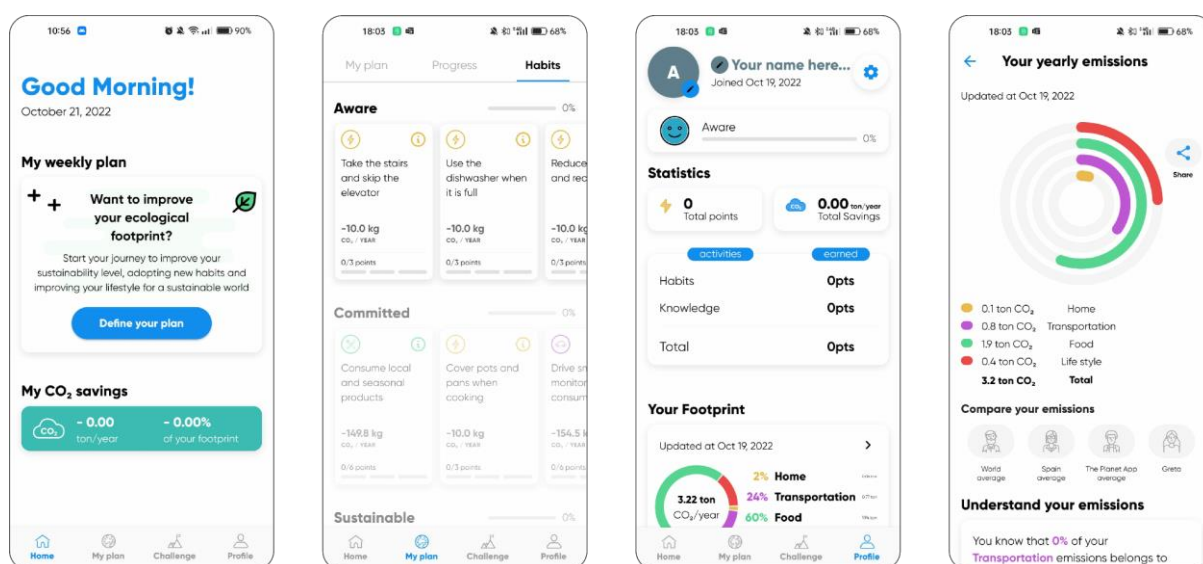 10:56
90%
Good Morning!
October 21, 2022
My weekly plan
Want to improve
your ecological
footprint?
Start your journey to improve your
sustainability level, adopting new habits and
improving your lifestyle for a sustainable world
Define your plan
My CO₂ savings
CO₂
- 0.00
- 0.00%
ton/year
of your footprint
Home
My plan
Challenge
Profile
18:03
68%
My plan
Progress
Habits
Aware
0%
Take the stairs
and skip the
elevator
-10.0 kg
CO₂ / YEAR
0/3 points
Use the
dishwasher when
it is full
-10.0 kg
CO₂ / YEAR
0/3 points
Reduce
and rec
-10.0 kg
CO₂ / YEAR
0/3 points
Committed
0%
Consume local
and seasonal
products
-149.8 kg
CO₂ / YEAR
0/6 points
Cover pots and
pans when
cooking
-10.0 kg
CO₂ / YEAR
0/3 points
Drive sm
monitor
consum
-154.5 k
CO₂ / YEAR
0/6 points
Sustainable
0%
Home
My plan
Challenge
Profile
18:03
68%
A
Your name here...
Joined Oct 19, 2022
Aware
0%
Statistics
0
Total points
CO₂
0.00 ton/year
Total Savings
activities
earned
Habits
0pts
Knowledge
0pts
Total
0pts
Your Footprint
Updated at Oct 19, 2022
3.22 ton
CO₂/year
2% Home
24% Transportation
60% Food
Home
My plan
Challenge
Profile
18:03
68%
Your yearly emissions
Updated at Oct 19, 2022
Share
0.1 ton CO₂ Home
0.8 ton CO₂ Transportation
1.9 ton CO₂ Food
0.4 ton CO₂ Life style
3.2 ton CO₂ Total
Compare your emissions
World
average
Spain
average
The Planet App
average
Greta
Understand your emissions
You know that 0% of your
Transportation emissions belongs to